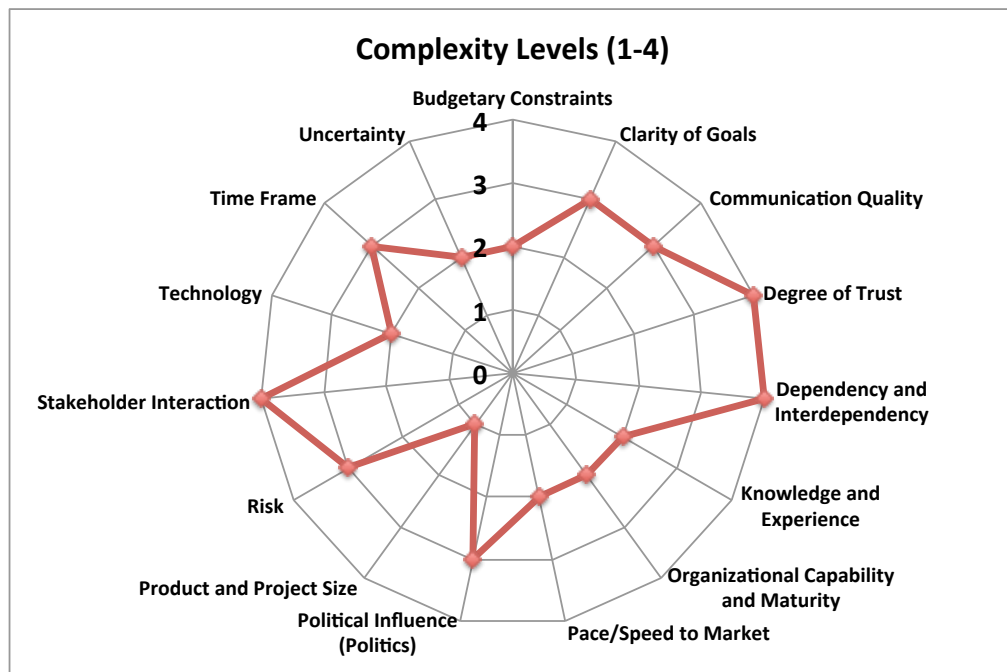 Complexity Levels (1-4)
Budgetary Constraints
Clarity of Goals
Communication Quality
Degree of Trust
Dependency and
Interdependency
Knowledge and
Experience
Organizational Capability
and Maturity
Pace/Speed to Market
Political Influence
(Politics)
Product and Project Size
Risk
Stakeholder Interaction
Technology
Time Frame
Uncertainty
4
3
2
1
0